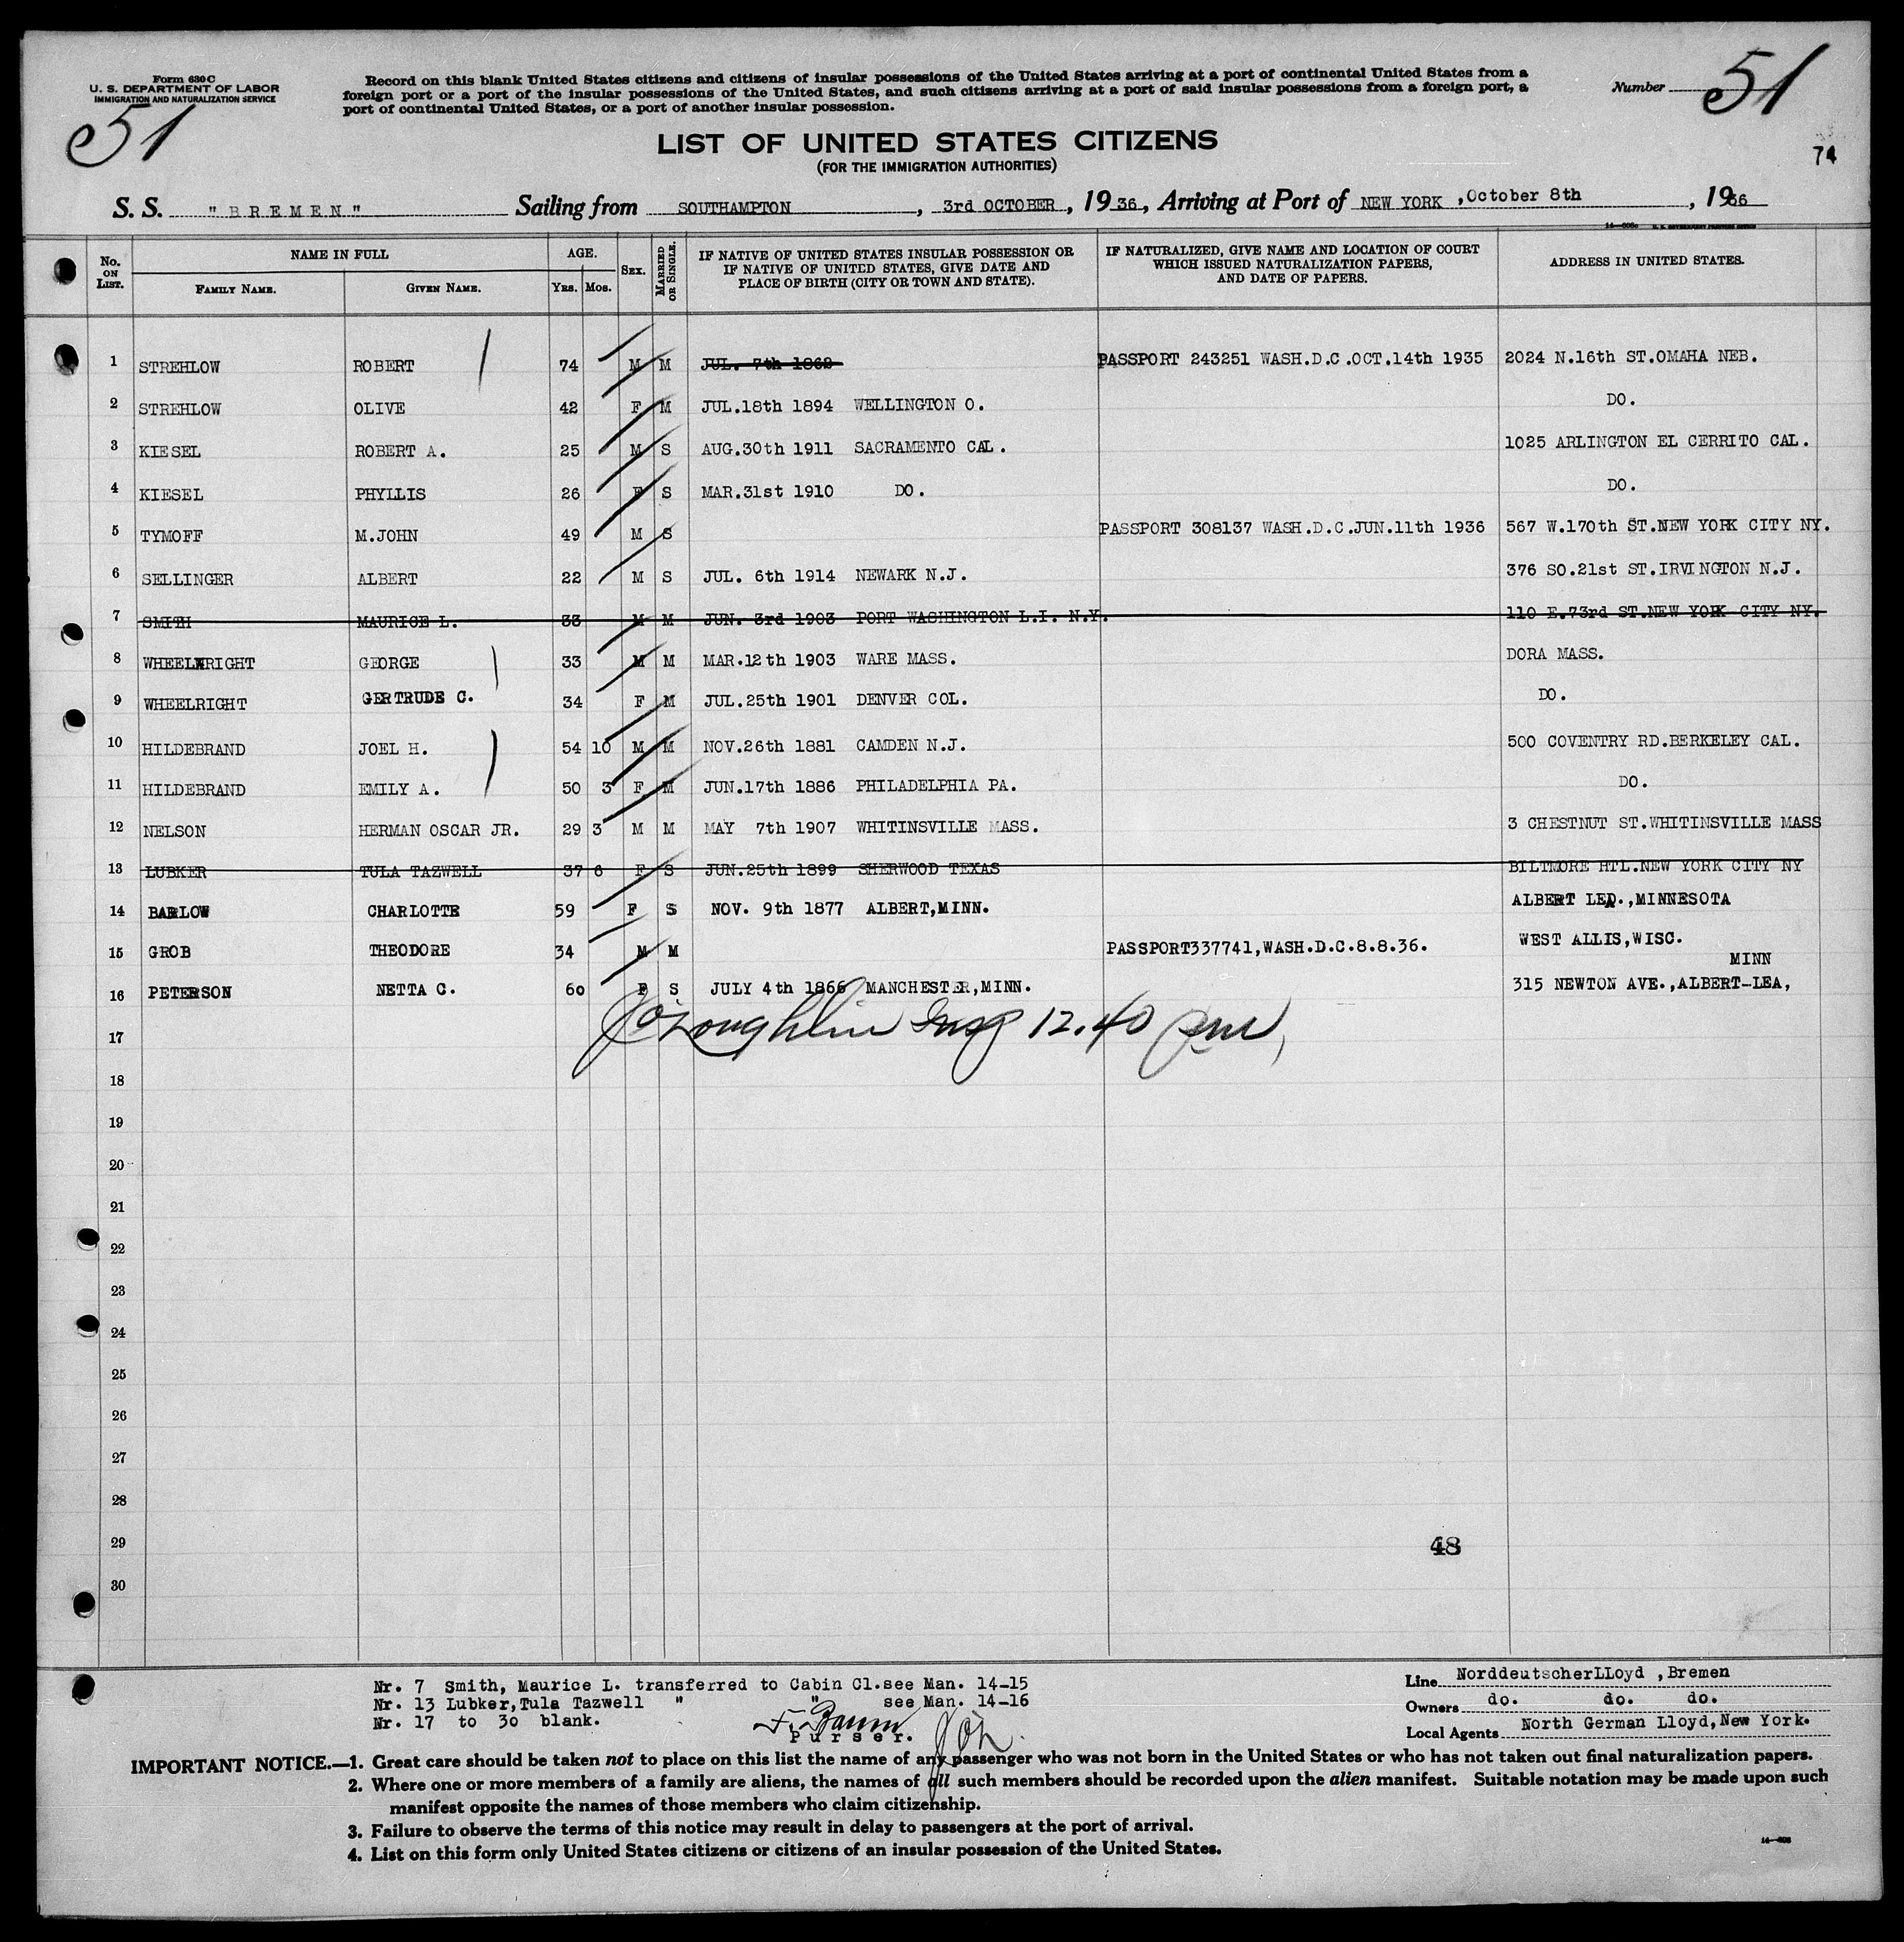 Form 630 C
U. S. DEPARTMENT OF LABOR
IMMIGRATION AND NATURALIZATION SERVICE
51
Record on this blank United States citizens and citizens of insular possessions of the United States arriving at a port of continental United States from a
foreign port or a port of the insular possessions of the United States, and such citizens arriving at a port of said insular possessions from a foreign port, a
port of continental United States, or a port of another insular possession.
Number 51
74
LIST OF UNITED STATES CITIZENS
(FOR THE IMMIGRATION AUTHORITIES)
S. S. "BREMEN" Sailing from SOUTHAMPTON, 3rd OCTOBER, 1936, Arriving at Port of NEW YORK, October 8th, 1936
No. ON LIST. NAME IN FULL FAMILY NAME. GIVEN NAME. AGE. YRS. MOS. SEX. MARRIED OR SINGLE. IF NATIVE OF UNITED STATES INSULAR POSSESSION OR IF NATIVE OF UNITED STATES, GIVE DATE AND PLACE OF BIRTH (CITY OR TOWN AND STATE). IF NATURALIZED, GIVE NAME AND LOCATION OF COURT WHICH ISSUED NATURALIZATION PAPERS, AND DATE OF PAPERS. ADDRESS IN UNITED STATES.
1 STREHLOW ROBERT 74 M M JUL. 7th 1862 PASSPORT 243251 WASH.D.C.OCT.14th 1935 2024 N.16th ST.OMAHA NEB.
2 STREHLOW OLIVE 42 F M JUL.18th 1894 WELLINGTON O. DO.
3 KIESEL ROBERT A. 25 M S AUG.30th 1911 SACRAMENTO CAL. 1025 ARLINGTON EL CERRITO CAL.
4 KIESEL PHYLLIS 26 F S MAR.31st 1910 DO. DO.
5 TYMOFF M.JOHN 49 M S PASSPORT 308137 WASH.D.C.JUN.11th 1936 567 W.170th ST.NEW YORK CITY NY.
6 SELLINGER ALBERT 22 M S JUL. 6th 1914 NEWARK N.J. 376 SO.21st ST.IRVINGTON N.J.
7 SMITH MAURICE L. 33 M M JUN. 3rd 1903 PORT WASHINGTON L.I. N.Y. 110 E.73rd ST.NEW YORK CITY NY.
8 WHEELWRIGHT GEORGE 33 M M MAR.12th 1903 WARE MASS. DORA MASS.
9 WHEELRIGHT GERTRUDE C. 34 F M JUL.25th 1901 DENVER COL. DO.
10 HILDEBRAND JOEL H. 54 10 M M NOV.26th 1881 CAMDEN N.J. 500 COVENTRY RD.BERKELEY CAL.
11 HILDEBRAND EMILY A. 50 3 F M JUN.17th 1886 PHILADELPHIA PA. DO.
12 NELSON HERMAN OSCAR JR. 29 3 M M MAY 7th 1907 WHITINSVILLE MASS. 3 CHESTNUT ST.WHITINSVILLE MASS
13 LUBKER TULA TAZWELL 37 6 F S JUN.25th 1899 SHERWOOD TEXAS BILTMORE HTL.NEW YORK CITY NY
14 BARLOW CHARLOTTE 59 F S NOV. 9th 1877 ALBERT,MINN. ALBERT LEA.,MINNESOTA
15 GROB THEODORE 34 M M PASSPORT337741,WASH.D.C.8.8.36. WEST ALLIS,WISC.
MINN
16 PETERSON NETTA C. 60 F S JULY 4th 1866 MANCHESTER,MINN. 315 NEWTON AVE.,ALBERT-LEA,
17 JO'Loughlin Insp 12.40 pm,
18
19
20
21
22
23
24
25
26
27
28
29 48
30
Nr. 7 Smith, Maurice L. transferred to Cabin Cl.see Man. 14-15
Nr. 13 Lubker,Tula Tazwell " " see Man. 14-16
Nr. 17 to 30 blank.
Purser.
Line NorddeutscherLLoyd ,Bremen
Owners do. do. do.
Local Agents North German Lloyd,New York.
IMPORTANT NOTICE.—1. Great care should be taken not to place on this list the name of any passenger who was not born in the United States or who has not taken out final naturalization papers.
2. Where one or more members of a family are aliens, the names of all such members should be recorded upon the alien manifest. Suitable notation may be made upon such
manifest opposite the names of those members who claim citizenship.
3. Failure to observe the terms of this notice may result in delay to passengers at the port of arrival.
4. List on this form only United States citizens or citizens of an insular possession of the United States.